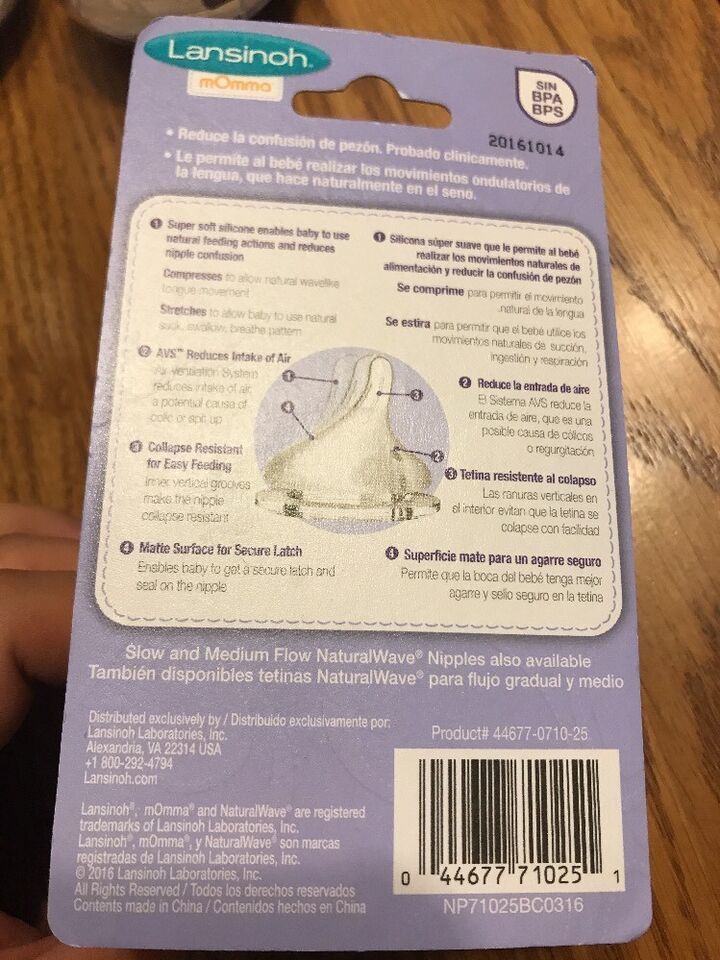 Lansinoh®
mOmma
SIN
BPA
BPS
20161014
• Reduce la confusión de pezón. Probado clínicamente.
• Le permite al bebé realizar los movimientos ondulatorios de
la lengua, que hace naturalmente en el seno.
1 Super soft silicone enables baby to use
natural feeding actions and reduces
nipple confusion
Compresses to allow natural wavelike
tongue movement
Stretches to allow baby to use natural
suck, swallow, breathe pattern
2 AVS™ Reduces Intake of Air
Air Ventilation System
reduces intake of air,
a potential cause of
colic or spit up
3 Collapse Resistant
for Easy Feeding
Inner vertical grooves
make the nipple
collapse resistant
4 Matte Surface for Secure Latch
Enables baby to get a secure latch and
seal on the nipple
1
4
3
2
1 Silicona súper suave que le permite al bebé
realizar los movimientos naturales de
alimentación y reducir la confusión de pezón
Se comprime para permitir el movimiento
natural de la lengua
Se estira para permitir que el bebé utilice los
movimientos naturales de succión,
ingestión y respiración
2 Reduce la entrada de aire
El Sistema AVS reduce la
entrada de aire, que es una
posible causa de cólicos
o regurgitación
3 Tetina resistente al colapso
Las ranuras verticales en
el interior evitan que la tetina se
colapse con facilidad
4 Superficie mate para un agarre seguro
Permite que la boca del bebé tenga mejor
agarre y sello seguro en la tetina
Slow and Medium Flow NaturalWave® Nipples also available
También disponibles tetinas NaturalWave® para flujo gradual y medio
Distributed exclusively by / Distribuido exclusivamente por:
Lansinoh Laboratories, Inc.
Alexandria, VA 22314 USA
+1 800-292-4794
Lansinoh.com
Lansinoh®, mOmma® and NaturalWave® are registered
trademarks of Lansinoh Laboratories, Inc.
Lansinoh®, mOmma®, y NaturalWave® son marcas
registradas de Lansinoh Laboratories, Inc.
© 2016 Lansinoh Laboratories, Inc.
All Rights Reserved / Todos los derechos reservados
Contents made in China / Contenidos hechos en China
Product# 44677-0710-25
0 44677 71025 1
NP71025BC0316